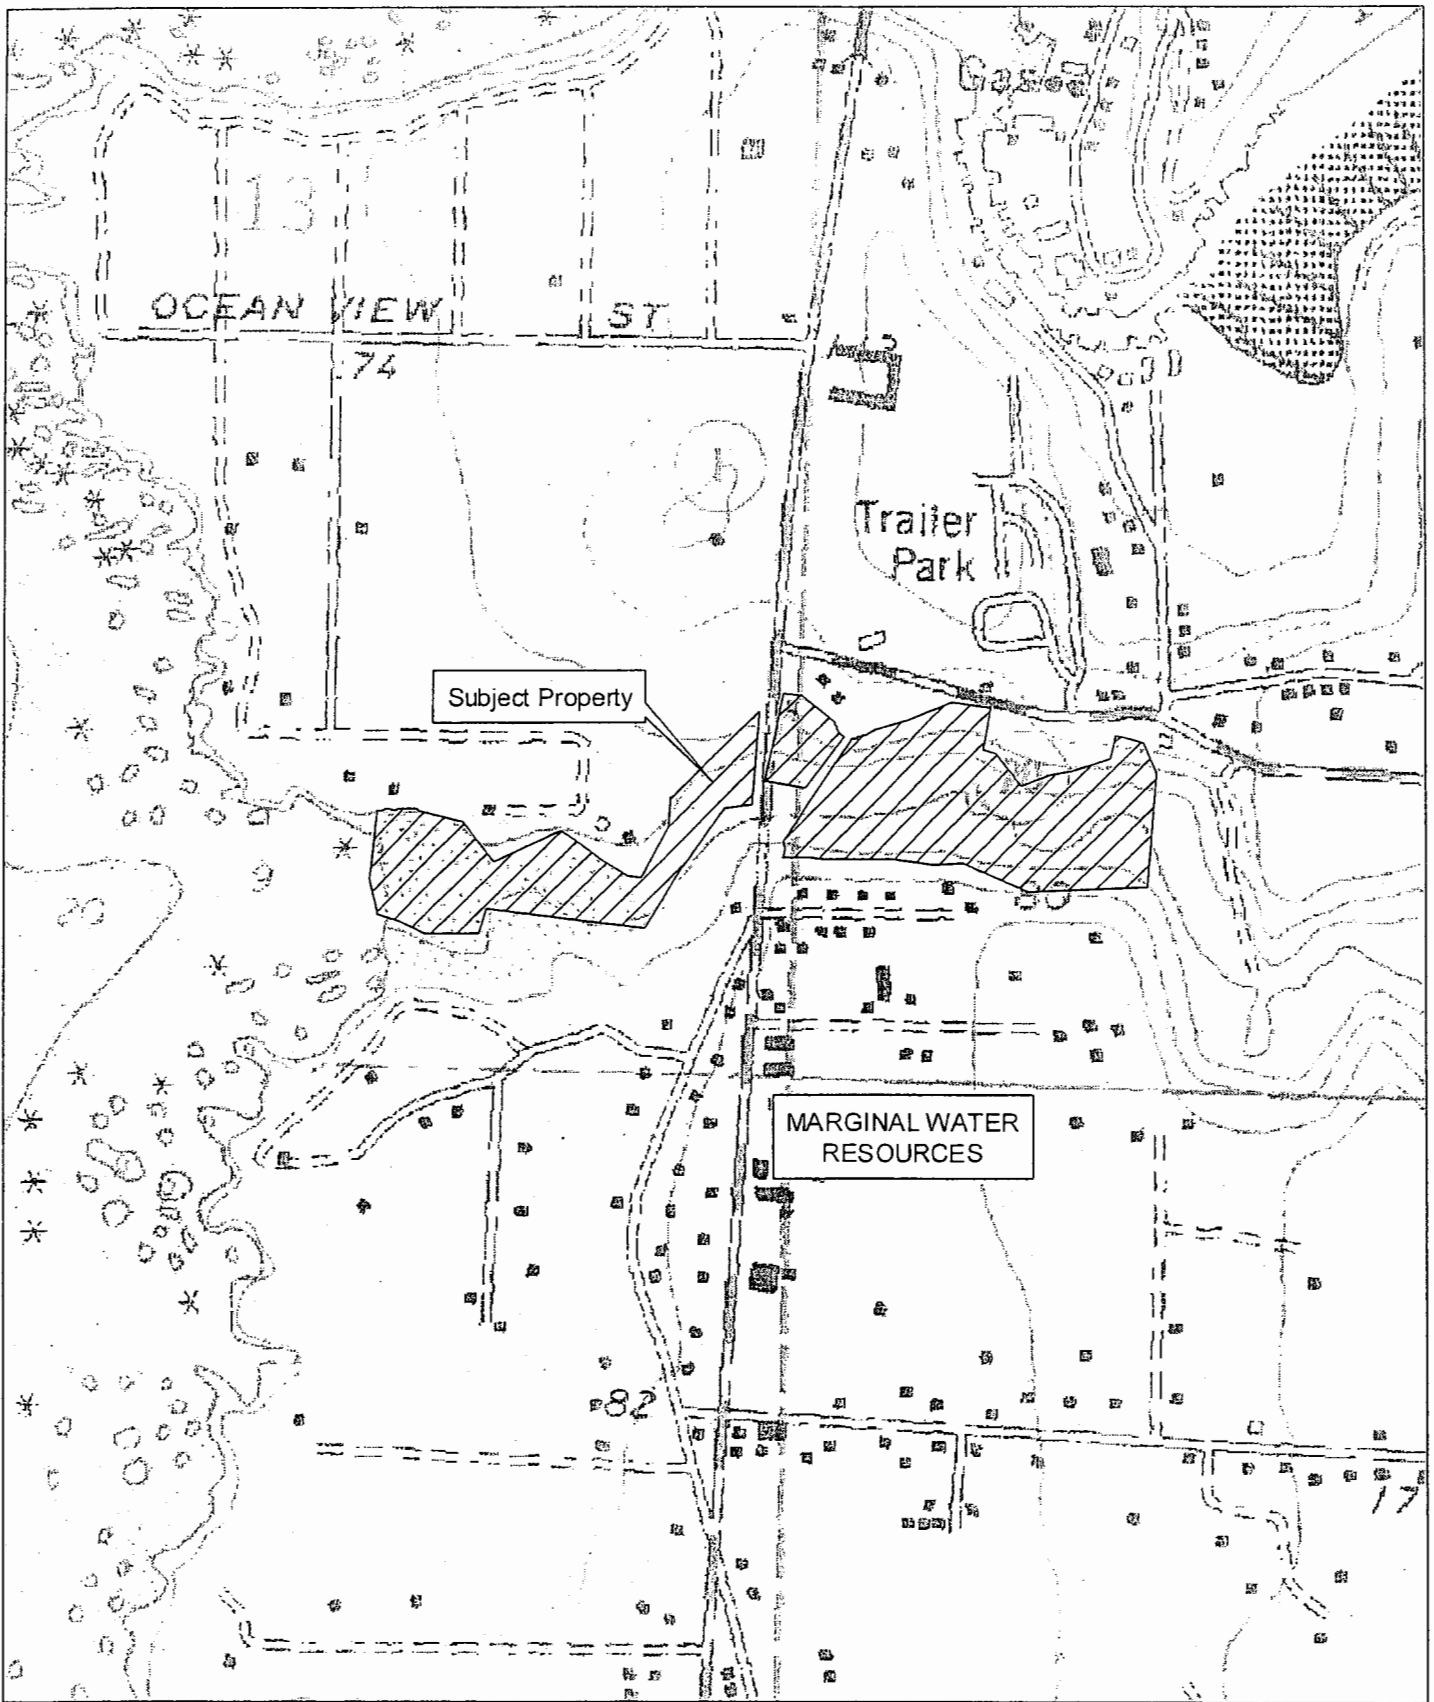 13
OCEAN VIEW ST
74
Trailer
Park
Subject Property
MARGINAL WATER
RESOURCES
82
17